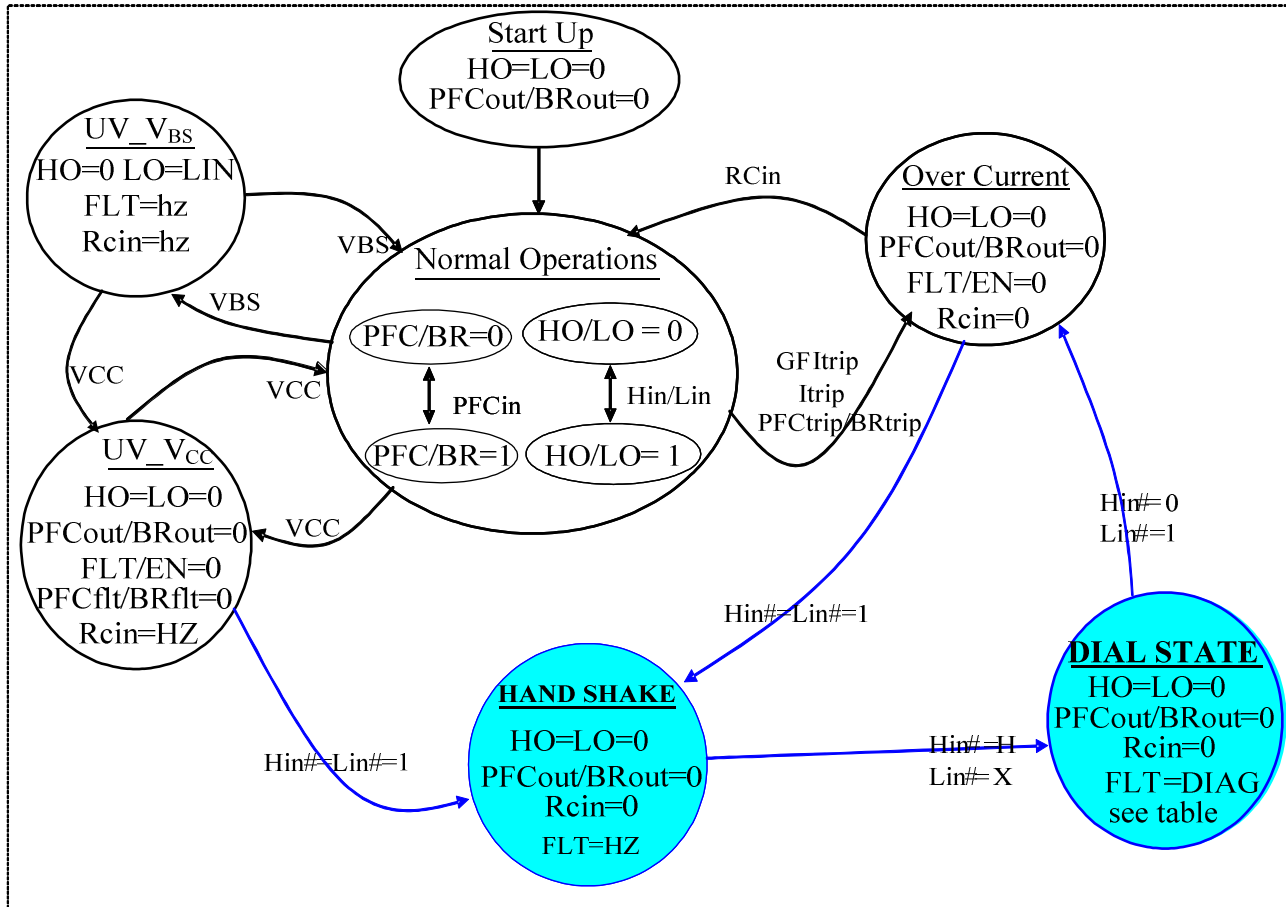 Start Up
HO=LO=0
PFCout/BRout=0
UV_VBS
HO=0 LO=LIN
FLT=hz
Rcin=hz
VBS
VBS
VCC
VCC
RCin
Over Current
HO=LO=0
PFCout/BRout=0
FLT/EN=0
Rcin=0
Normal Operations
PFC/BR=0
HO/LO = 0
PFCin
Hin/Lin
PFC/BR=1
HO/LO= 1
GFItrip
Itrip
PFCtrip/BRtrip
UV_VCC
HO=LO=0
PFCout/BRout=0
FLT/EN=0
PFCflt/BRflt=0
Rcin=HZ
VCC
Hin#=0
Lin#=1
Hin#=Lin#=1
Hin#=Lin#=1
HAND SHAKE
HO=LO=0
PFCout/BRout=0
Rcin=0
FLT=HZ
Hin#=H
Lin#=X
DIAL STATE
HO=LO=0
PFCout/BRout=0
Rcin=0
FLT=DIAG
see table